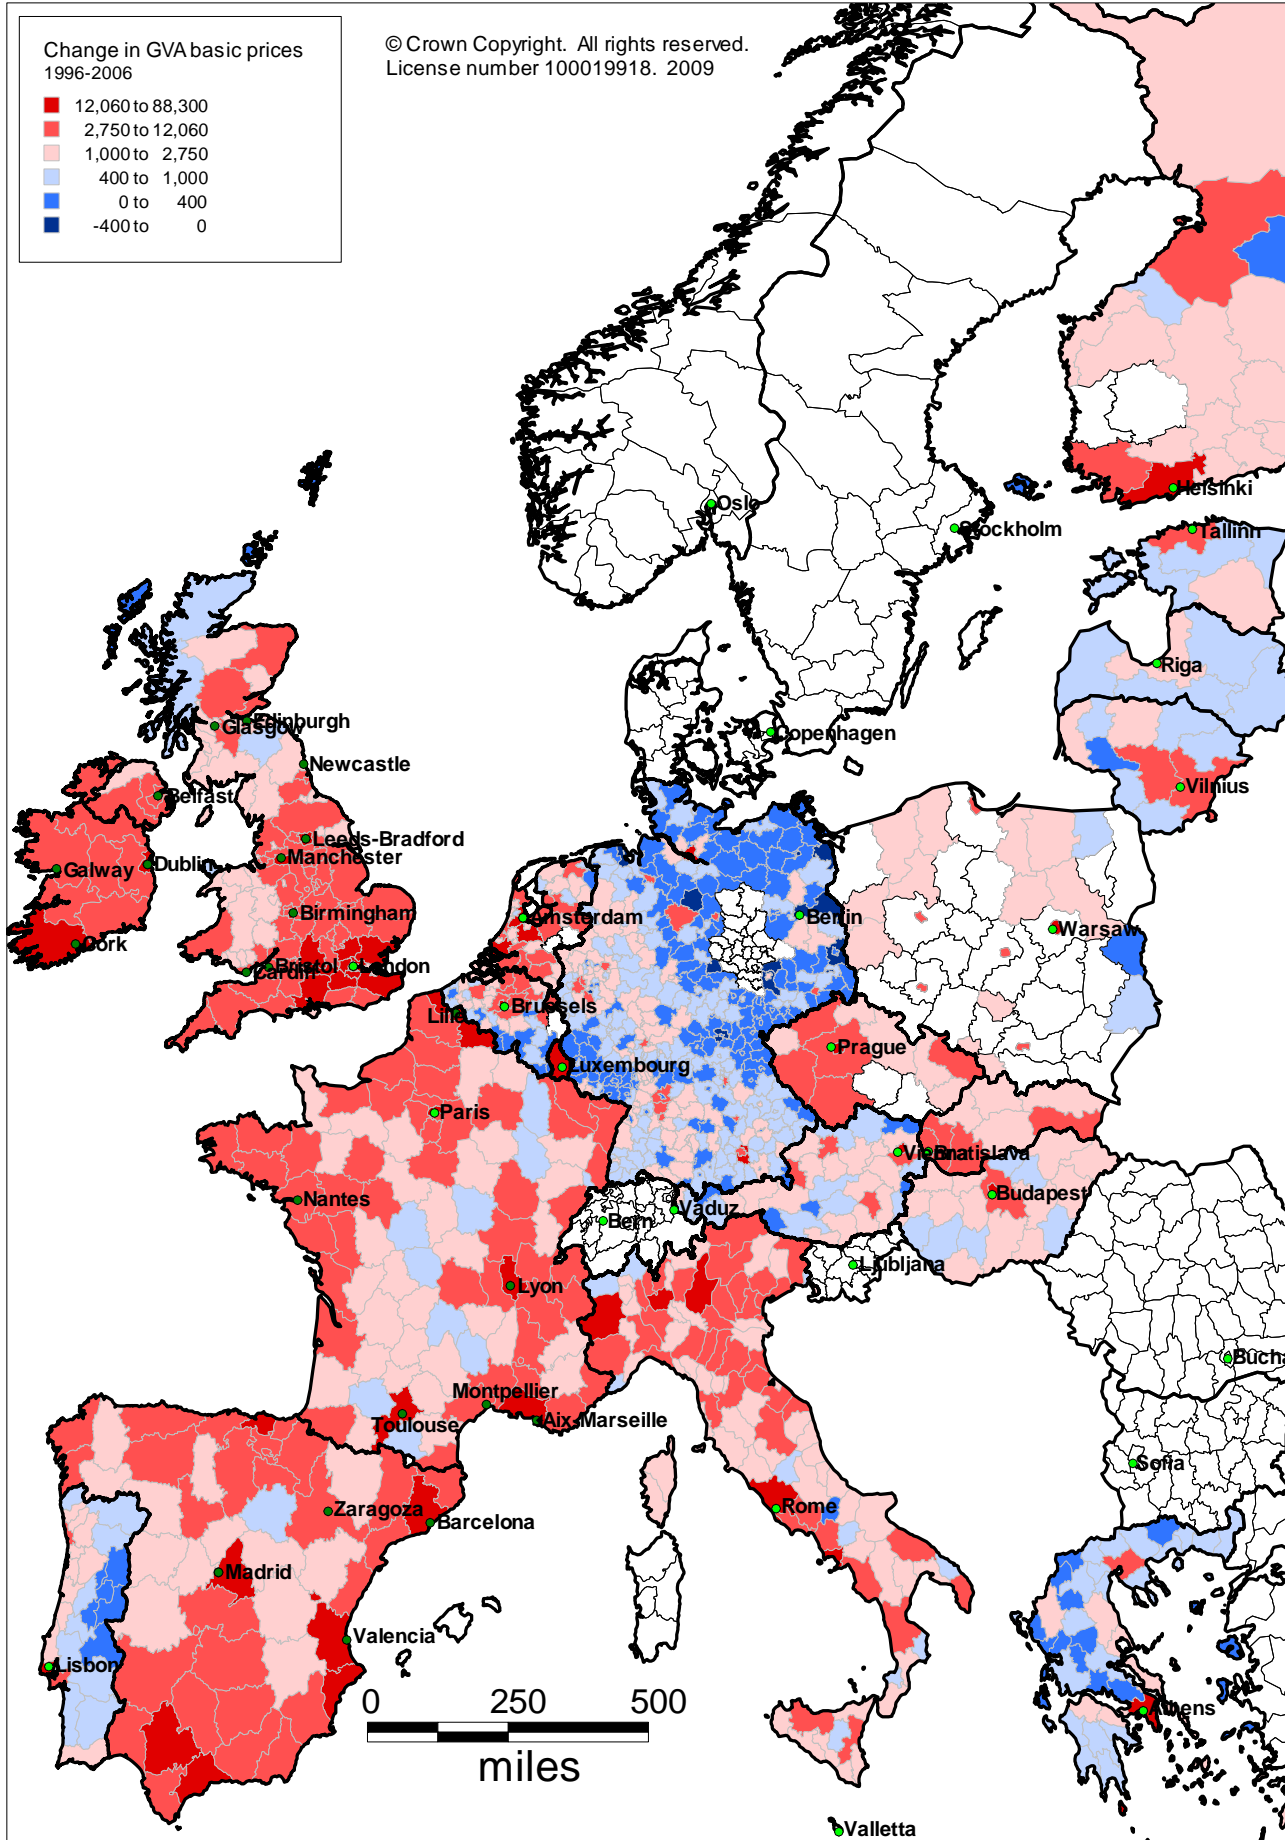 Change in GVA basic prices
1996-2006
12,060 to 88,300
2,750 to 12,060
1,000 to 2,750
400 to 1,000
0 to 400
-400 to 0
© Crown Copyright. All rights reserved.
License number 100019918. 2009
Oslo
Helsinki
Stockholm
Tallinn
Riga
Edinburgh
Glasgow
Copenhagen
Newcastle
Vilnius
Belfast
Leeds-Bradford
Manchester
Dublin
Galway
Birmingham
Amsterdam
Berlin
Warsaw
Cork
Bristol
London
Cardiff
Brussels
Lille
Prague
Luxembourg
Paris
Vienna
Bratislava
Budapest
Nantes
Vaduz
Bern
Ljubljana
Lyon
Bucha
Montpellier
Toulouse
Aix-Marseille
Sofia
Rome
Zaragoza
Barcelona
Madrid
Valencia
Lisbon
Athens
0 250 500
miles
Valletta